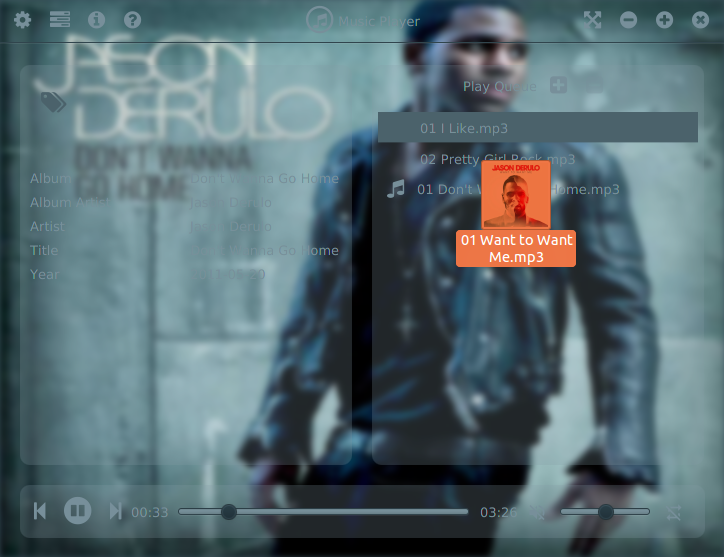 Music Player
JASON
DERULO
DON'T WANNA
GO HOME
Play Queue
01 I Like.mp3
02 Pretty Girl Rock.mp3
01 Don't W Home.mp3
JASON DERULO
01 Want to Want
Me.mp3
Album Don't Wanna Go Home
Album Artist Jason Derulo
Artist Jason Derulo
Title Don't Wanna Go Home
Year
00:33
03:26